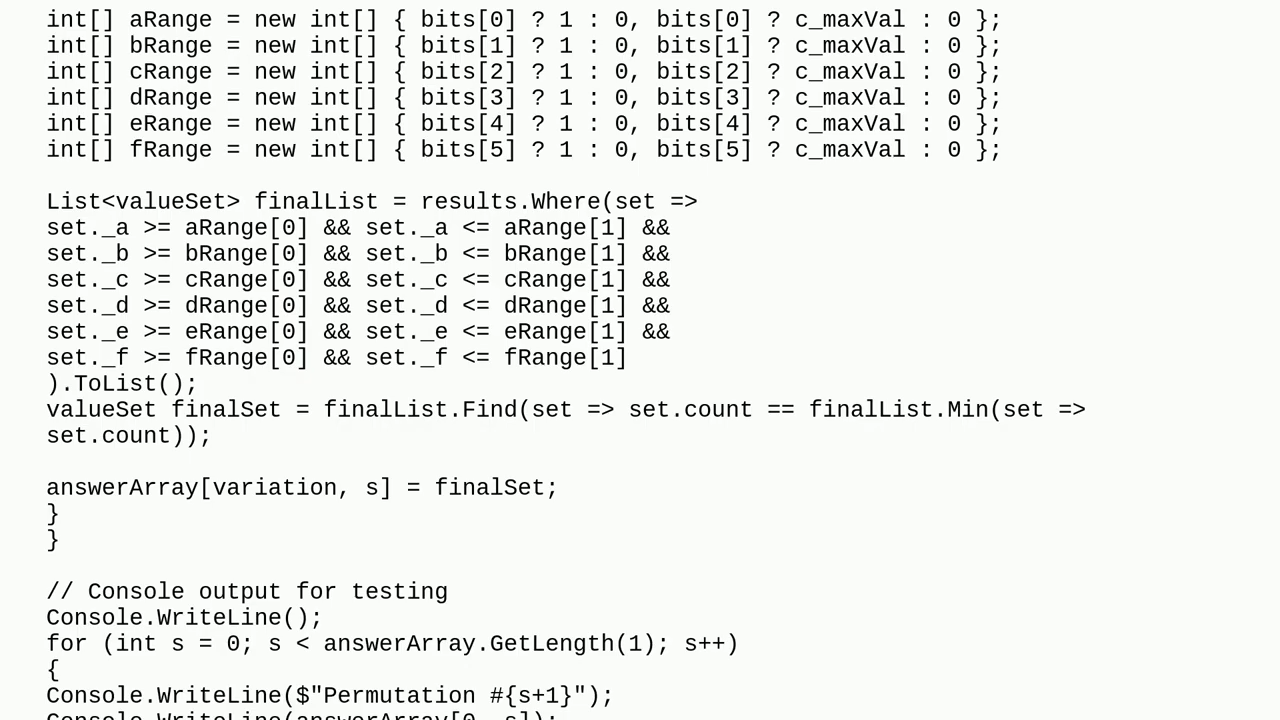 int[] aRange = new int[] { bits[0] ? 1 : 0, bits[0] ? c_maxVal : 0 };
int[] bRange = new int[] { bits[1] ? 1 : 0, bits[1] ? c_maxVal : 0 };
int[] cRange = new int[] { bits[2] ? 1 : 0, bits[2] ? c_maxVal : 0 };
int[] dRange = new int[] { bits[3] ? 1 : 0, bits[3] ? c_maxVal : 0 };
int[] eRange = new int[] { bits[4] ? 1 : 0, bits[4] ? c_maxVal : 0 };
int[] fRange = new int[] { bits[5] ? 1 : 0, bits[5] ? c_maxVal : 0 };
List<valueSet> finalList = results.Where(set =>
set._a >= aRange[0] && set._a <= aRange[1] &&
set._b >= bRange[0] && set._b <= bRange[1] &&
set._c >= cRange[0] && set._c <= cRange[1] &&
set._d >= dRange[0] && set._d <= dRange[1] &&
set._e >= eRange[0] && set._e <= eRange[1] &&
set._f >= fRange[0] && set._f <= fRange[1]
).ToList();
valueSet finalSet = finalList.Find(set => set.count == finalList.Min(set =>
set.count));
answerArray[variation, s] = finalSet;
}
}
// Console output for testing
Console.WriteLine();
for (int s = 0; s < answerArray.GetLength(1); s++)
{
Console.WriteLine($"Permutation #{s+1}");
Console.WriteLine(answerArray[0, s]);